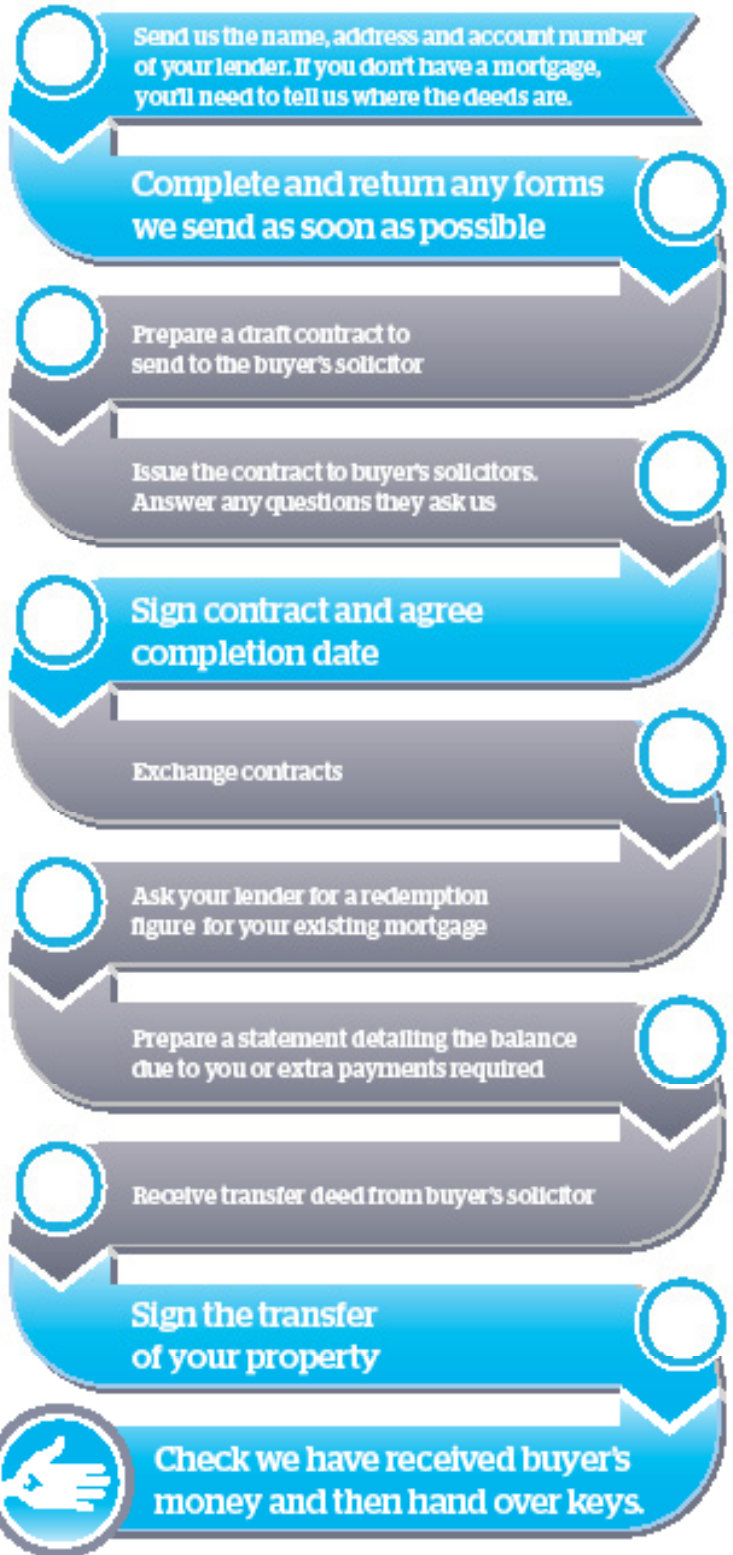 Send us the name, address and account number
of your lender. If you don't have a mortgage,
you'll need to tell us where the deeds are.
Complete and return any forms
we send as soon as possible
Prepare a draft contract to
send to the buyer's solicitor
Issue the contract to buyer's solicitors.
Answer any questions they ask us
Sign contract and agree
completion date
Exchange contracts
Ask your lender for a redemption
figure for your existing mortgage
Prepare a statement detailing the balance
due to you or extra payments required
Receive transfer deed from buyer's solicitor
Sign the transfer
of your property
Check we have received buyer's
money and then hand over keys.